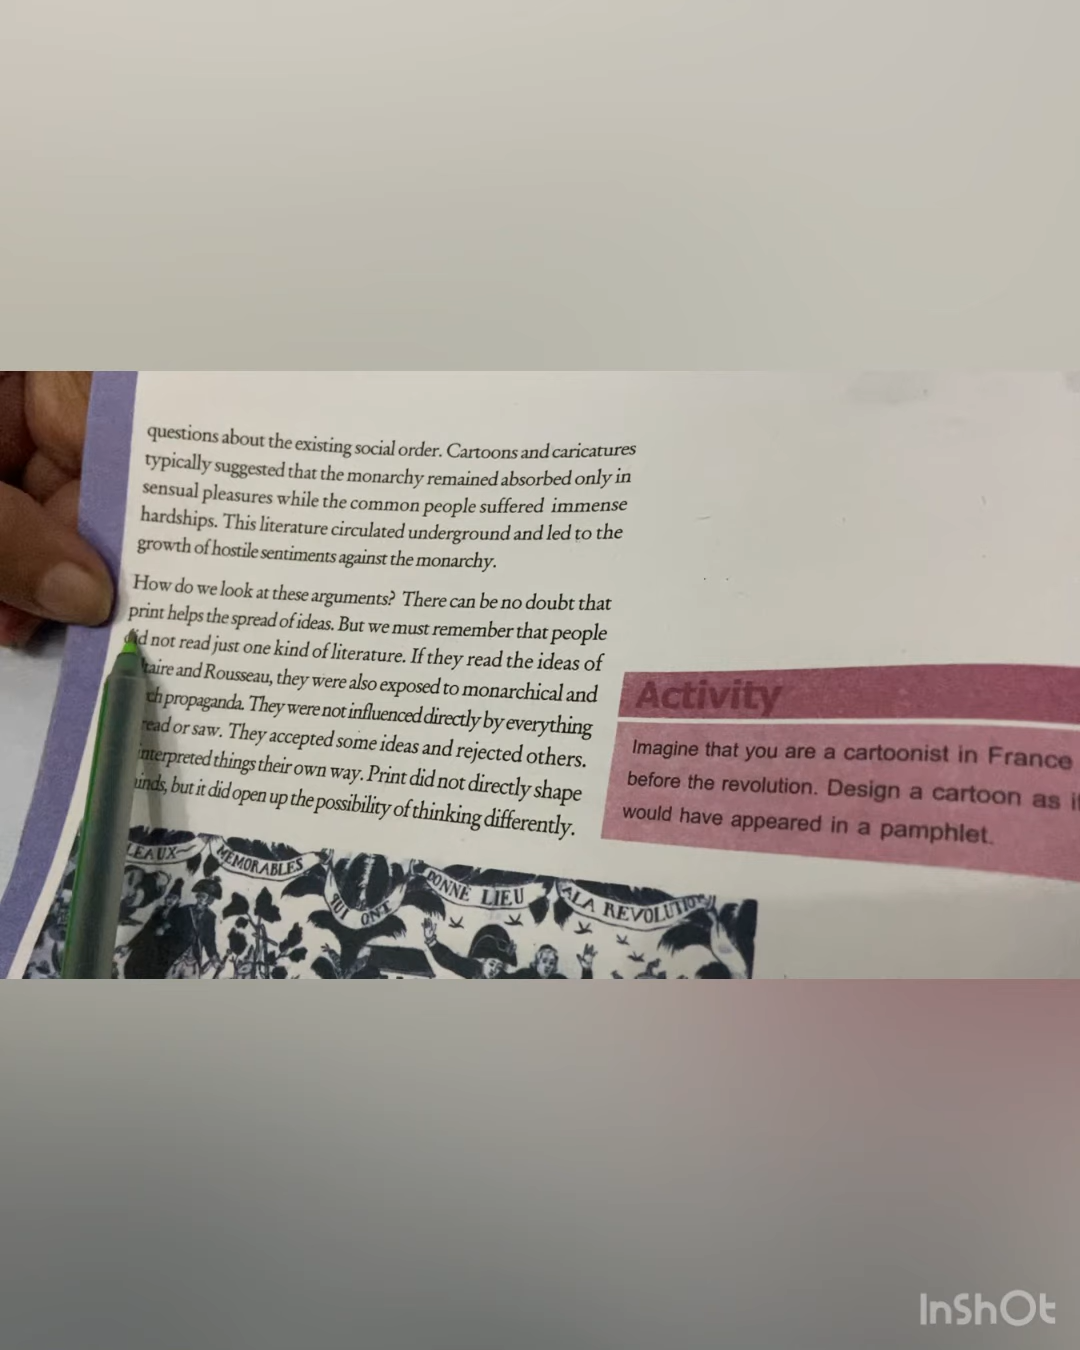 questions about the existing social order. Cartoons and caricatures
typically suggested that the monarchy remained absorbed only in
sensual pleasures while the common people suffered immense
hardships. This literature circulated underground and led to the
growth of hostile sentiments against the monarchy.
How do we look at these arguments? There can be no doubt that
print helps the spread of ideas. But we must remember that people
did not read just one kind of literature. If they read the ideas of
and Rousseau, they were also exposed to monarchical and
propaganda. They were not influenced directly by everything
read or saw. They accepted some ideas and rejected others.
interpreted things their own way. Print did not directly shape
but it did open up the possibility of thinking differently.
Activity
Imagine that you are a cartoonist in France
before the revolution. Design a cartoon as
would have appeared in a pamphlet.
MEMORABLES
QUI ONT
DONNÉ LIEU
A LA REVOLUTION
InShOt